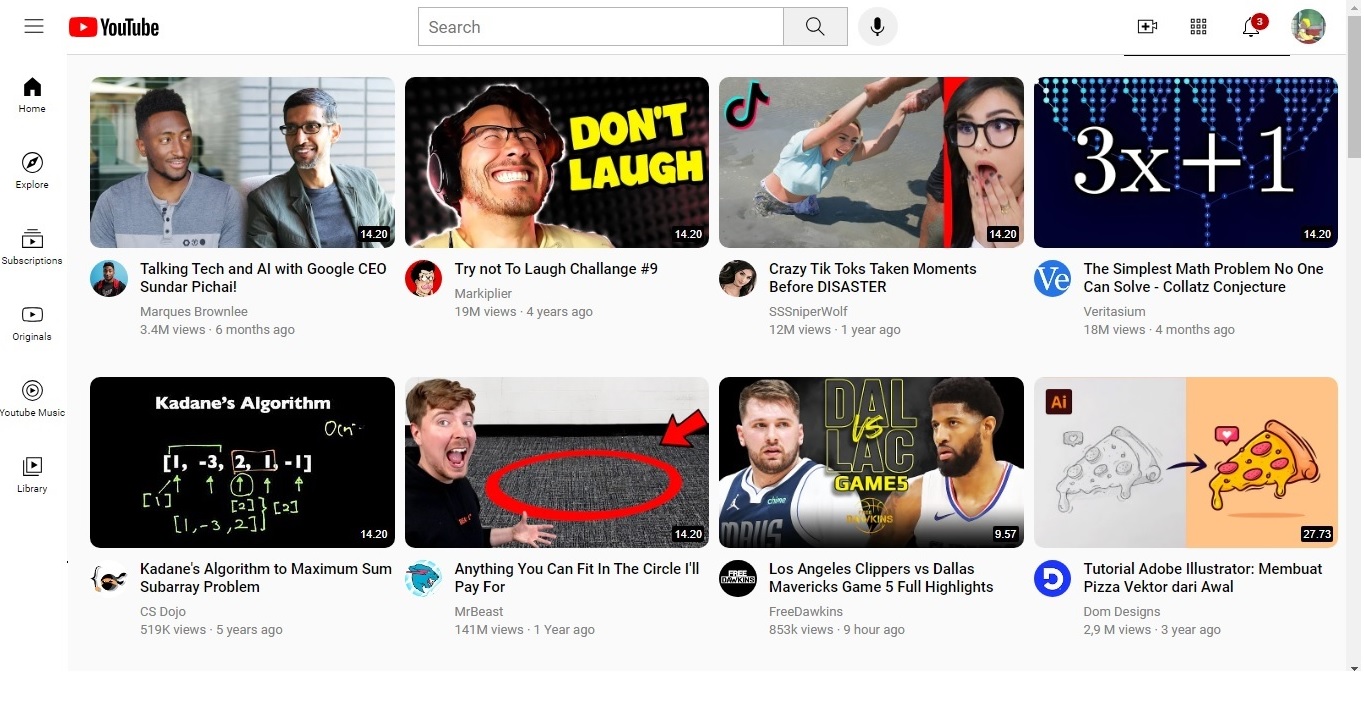 YouTube
Search
3
Home
Explore
Subscriptions
Originals
Youtube Music
Library
14.20
DON'T
LAUGH
14.20
14.20
3x+1
14.20
Talking Tech and AI with Google CEO
Sundar Pichai!
Marques Brownlee
3.4M views · 6 months ago
Try not To Laugh Challange #9
Markiplier
19M views · 4 years ago
Crazy Tik Toks Taken Moments
Before DISASTER
SSSniperWolf
12M views · 1 year ago
Ve
The Simplest Math Problem No One
Can Solve - Collatz Conjecture
Veritasium
18M views · 4 months ago
Kadane's Algorithm
[1, -3, 2, 1, -1]
[1]
[2]
[2]
[1, -3, 2]
14.20
14.20
DAL
VS
LAC
GAME5
chime
MAVS
DAWKINS
9.57
Ai
27.73
Kadane's Algorithm to Maximum Sum
Subarray Problem
CS Dojo
519K views · 5 years ago
Anything You Can Fit In The Circle I'll
Pay For
MrBeast
141M views · 1 Year ago
FREE
DAWKINS
Los Angeles Clippers vs Dallas
Mavericks Game 5 Full Highlights
FreeDawkins
853k views · 9 hour ago
Tutorial Adobe Illustrator: Membuat
Pizza Vektor dari Awal
Dom Designs
2,9 M views · 3 year ago